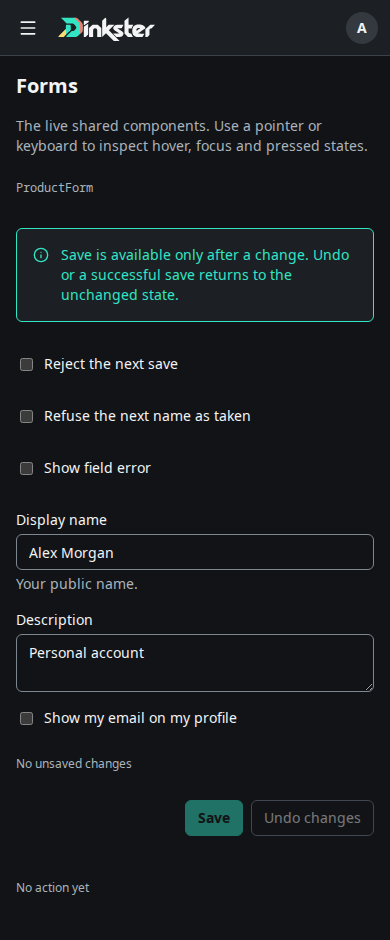 Dinkster
A
Forms
The live shared components. Use a pointer or
keyboard to inspect hover, focus and pressed states.
ProductForm
Save is available only after a change. Undo
or a successful save returns to the
unchanged state.
Reject the next save
Refuse the next name as taken
Show field error
Display name
Alex Morgan
Your public name.
Description
Personal account
Show my email on my profile
No unsaved changes
Save
Undo changes
No action yet